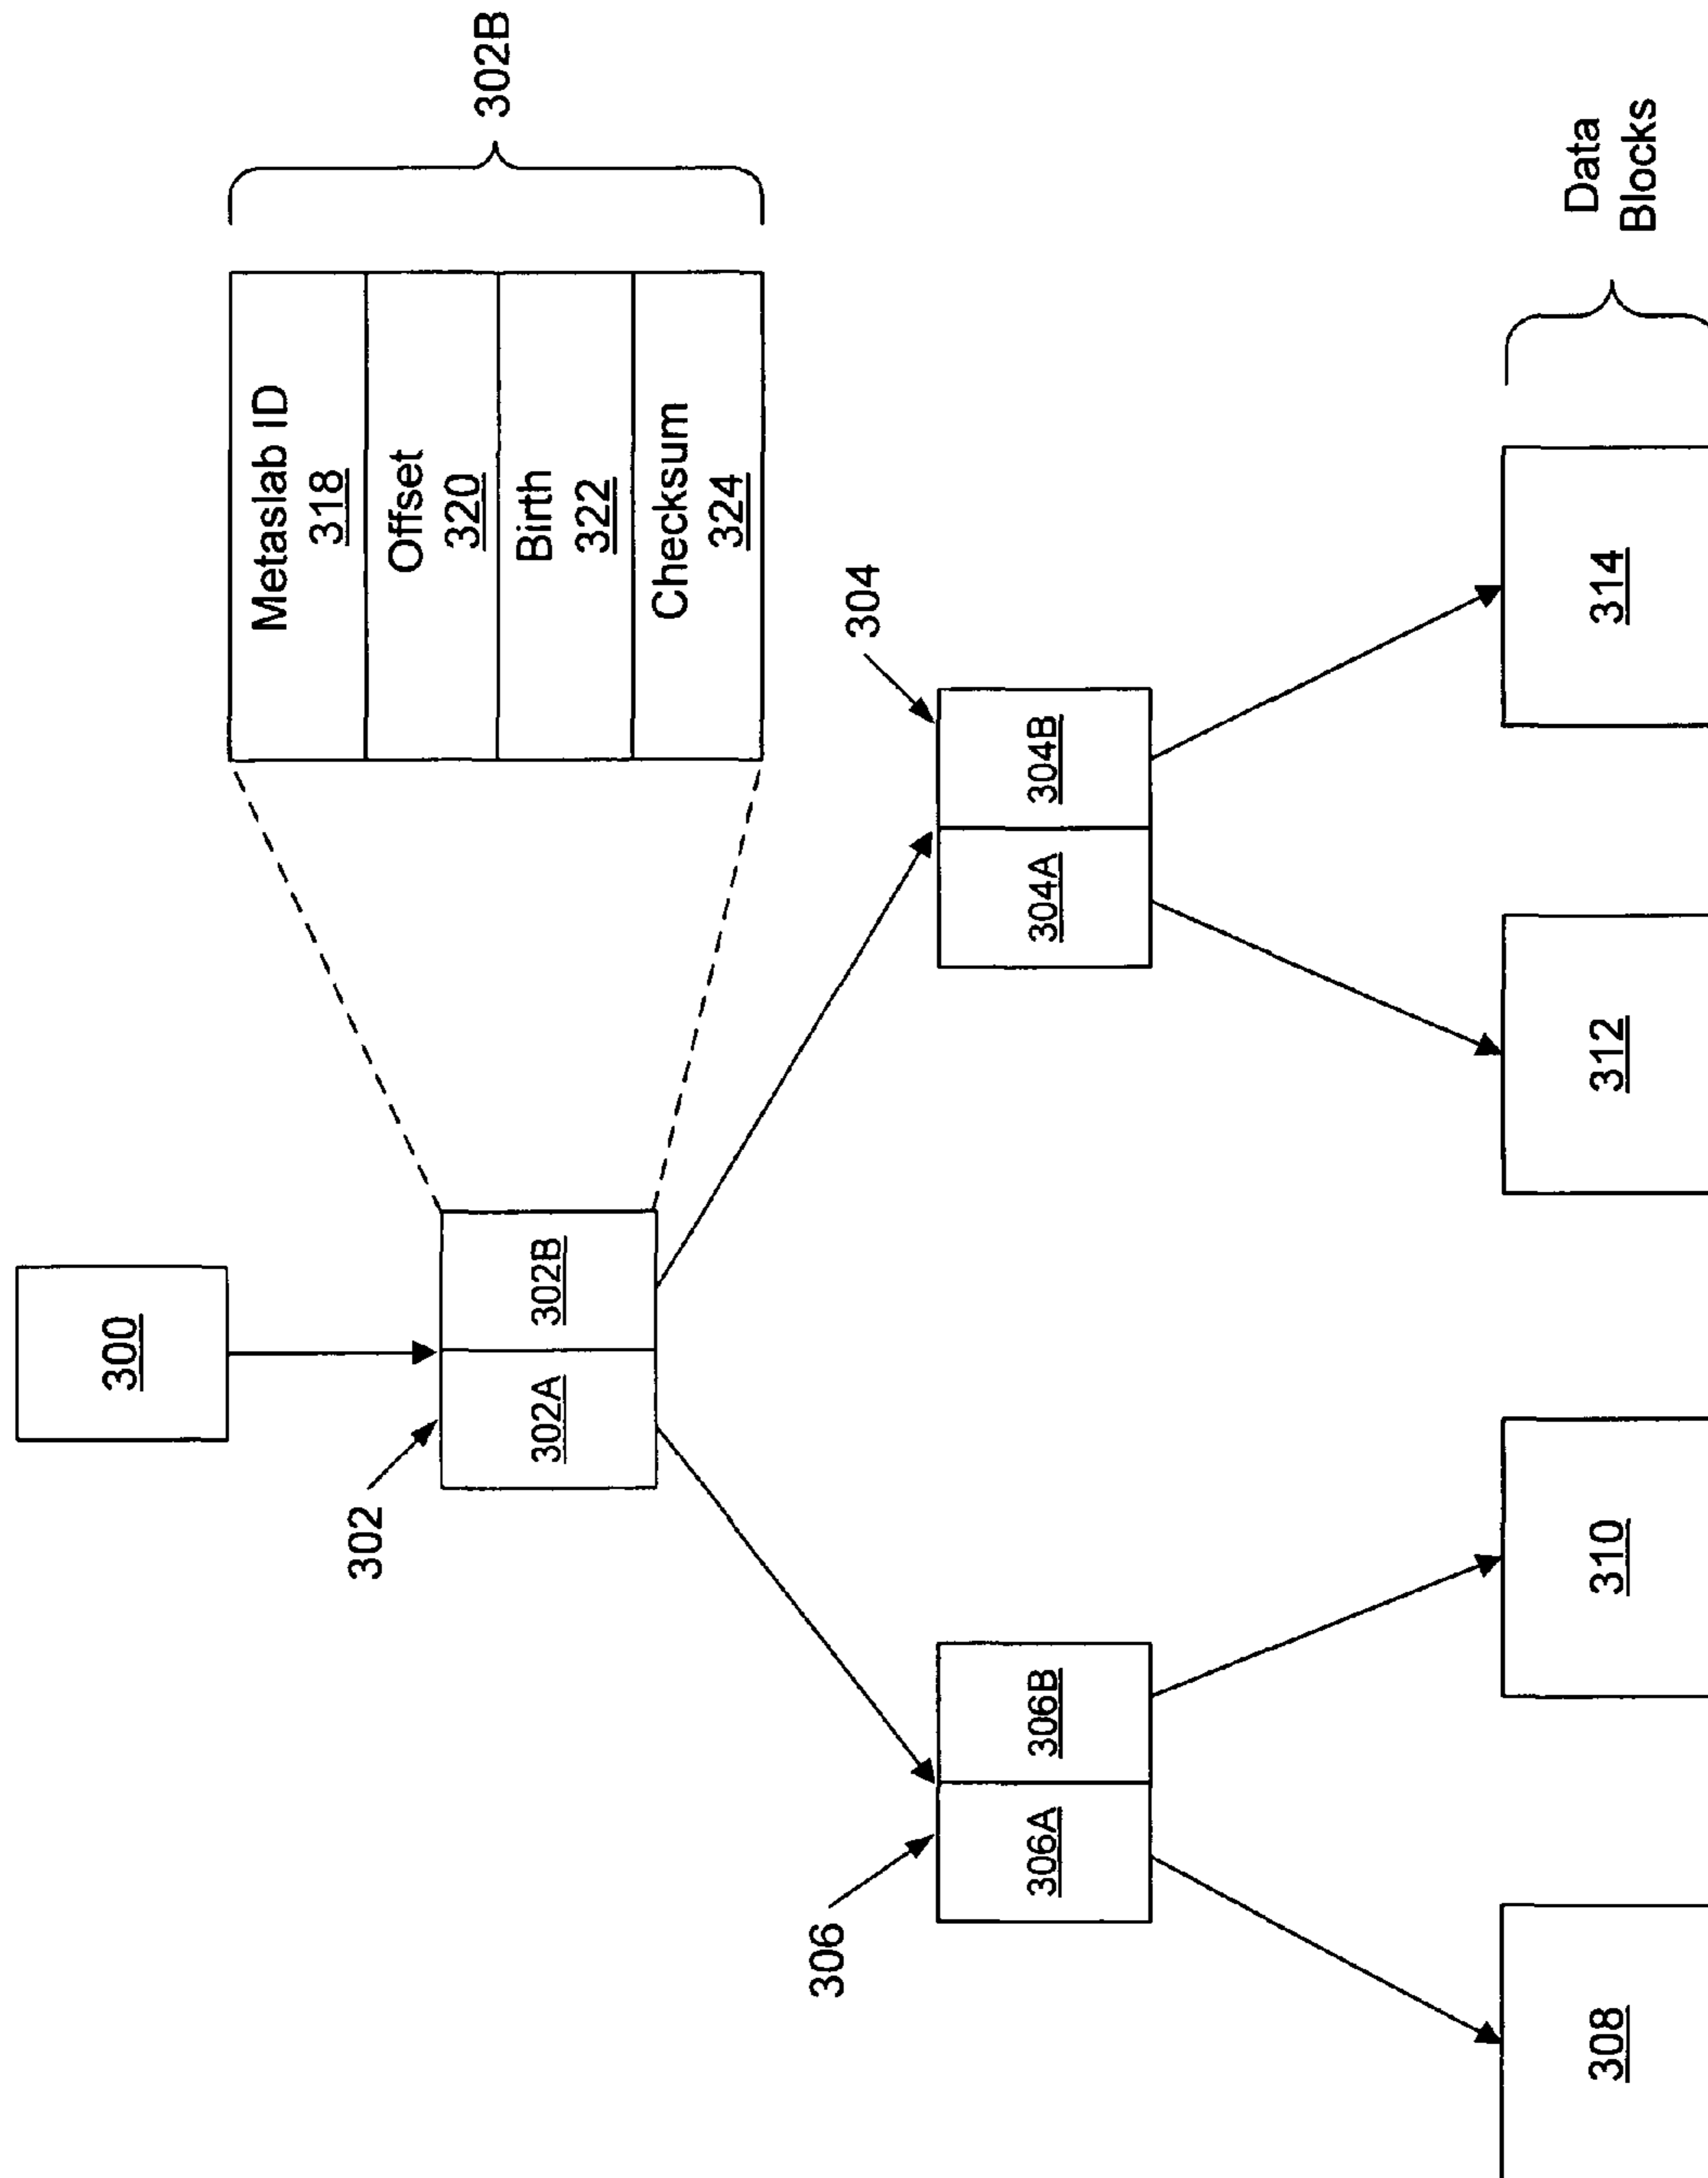 300
302
302A
302B
Metaslab ID
318
Offset
320
Birth
322
Checksum
324
302B
306
306A
306B
304
304A
304B
308
310
312
314
Data
Blocks